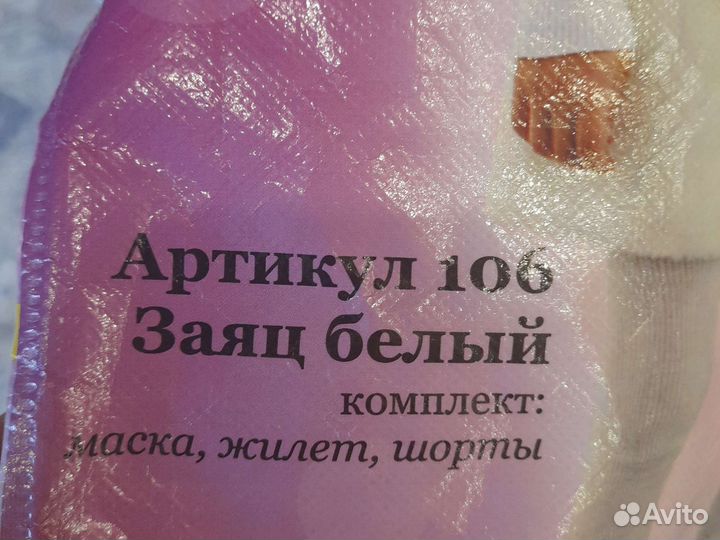 Артикул 106
Заяц белый
комплект:
маска, жилет, шорты
Avito